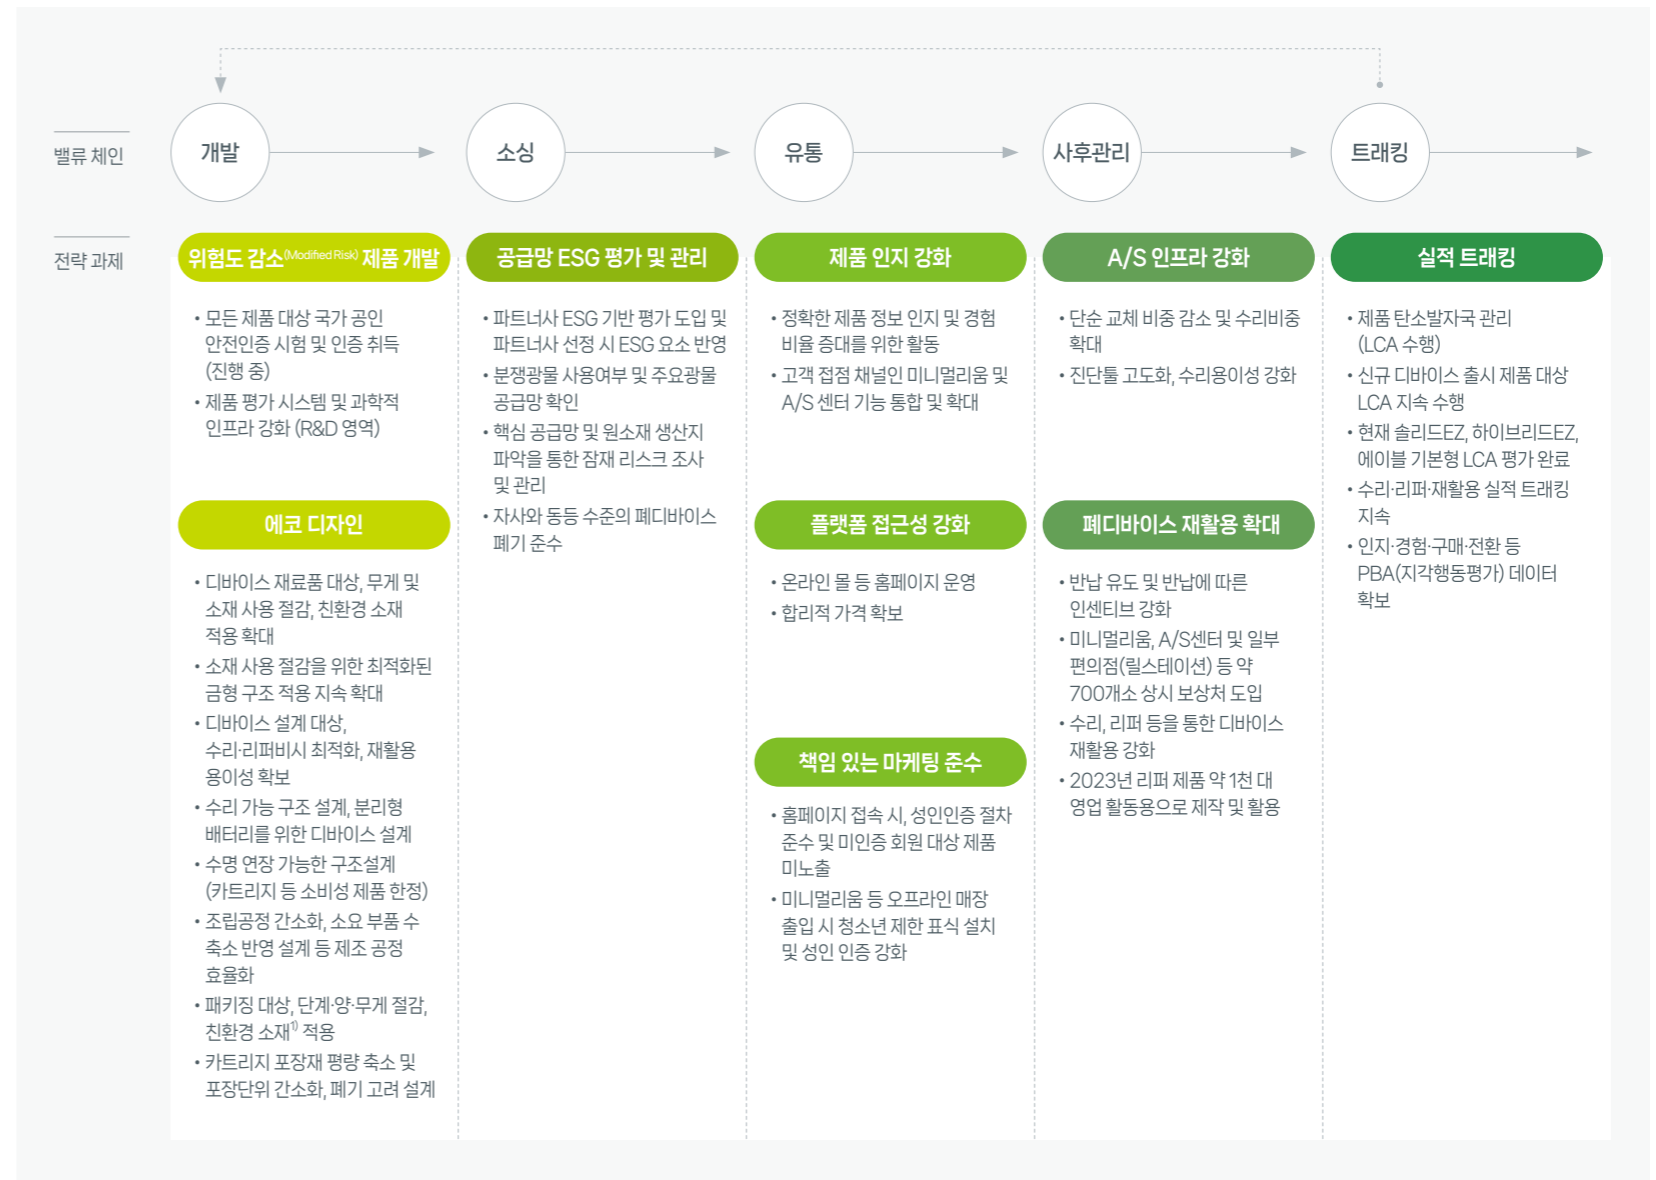 밸류 체인
개발
소싱
유통
사후관리
트래킹
전략 과제
위험도 감소(Modified Risk) 제품 개발
• 모든 제품 대상 국가 공인
안전인증 시험 및 인증 취득
(진행 중)
• 제품 평가 시스템 및 과학적
인프라 강화 (R&D 영역)
에코 디자인
• 디바이스 재료품 대상, 무게 및
소재 사용 절감, 친환경 소재
적용 확대
• 소재 사용 절감을 위한 최적화된
금형 구조 적용 지속 확대
• 디바이스 설계 대상,
수리·리퍼비시 최적화, 재활용
용이성 확보
• 수리 가능 구조 설계, 분리형
배터리를 위한 디바이스 설계
• 수명 연장 가능한 구조설계
(카트리지 등 소비성 제품 한정)
• 조립공정 간소화, 소요 부품 수
축소 반영 설계 등 제조 공정
효율화
• 패키징 대상, 단계·양·무게 절감,
친환경 소재1) 적용
• 카트리지 포장재 평량 축소 및
포장단위 간소화, 폐기 고려 설계
공급망 ESG 평가 및 관리
• 파트너사 ESG 기반 평가 도입 및
파트너사 선정 시 ESG 요소 반영
• 분쟁광물 사용여부 및 주요광물
공급망 확인
• 핵심 공급망 및 원소재 생산지
파악을 통한 잠재 리스크 조사
및 관리
• 자사와 동등 수준의 폐디바이스
폐기 준수
제품 인지 강화
• 정확한 제품 정보 인지 및 경험
비율 증대를 위한 활동
• 고객 접점 채널인 미니멀리움 및
A/S 센터 기능 통합 및 확대
플랫폼 접근성 강화
• 온라인 몰 등 홈페이지 운영
• 합리적 가격 확보
책임 있는 마케팅 준수
• 홈페이지 접속 시, 성인인증 절차
준수 및 미인증 회원 대상 제품
미노출
• 미니멀리움 등 오프라인 매장
출입 시 청소년 제한 표식 설치
및 성인 인증 강화
A/S 인프라 강화
• 단순 교체 비중 감소 및 수리비중
확대
• 진단툴 고도화, 수리용이성 강화
폐디바이스 재활용 확대
• 반납 유도 및 반납에 따른
인센티브 강화
• 미니멀리움, A/S센터 및 일부
편의점(릴스테이션) 등 약
700개소 상시 보상처 도입
• 수리, 리퍼 등을 통한 디바이스
재활용 강화
• 2023년 리퍼 제품 약 1천 대
영업 활동용으로 제작 및 활용
실적 트래킹
• 제품 탄소발자국 관리
(LCA 수행)
• 신규 디바이스 출시 제품 대상
LCA 지속 수행
• 현재 솔리드EZ, 하이브리드EZ,
에이블 기본형 LCA 평가 완료
• 수리·리퍼·재활용 실적 트래킹
지속
• 인지·경험·구매·전환 등
PBA(지각행동평가) 데이터
확보